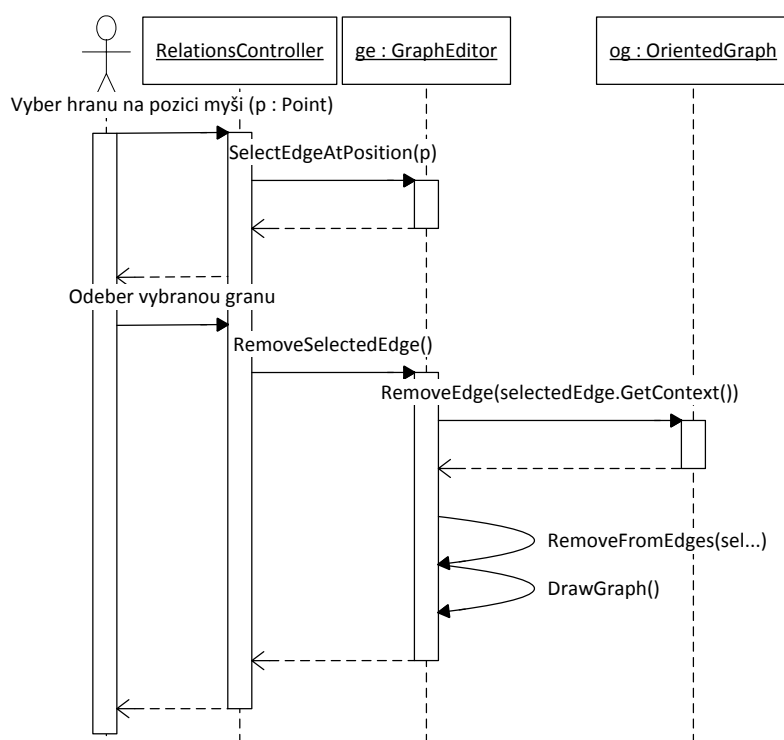 RelationsController
ge : GraphEditor
og : OrientedGraph
Vyber hranu na pozici myši (p : Point)
SelectEdgeAtPosition(p)
Odeber vybranou granu
RemoveSelectedEdge()
RemoveEdge(selectedEdge.GetContext())
RemoveFromEdges(sel...)
DrawGraph()